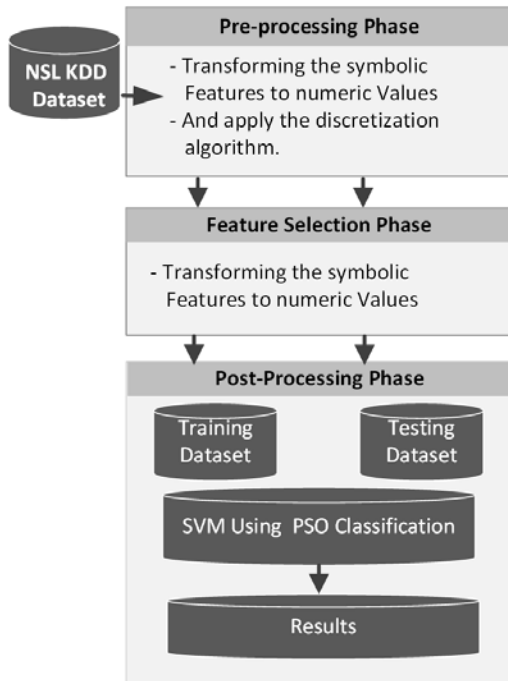 Pre-processing Phase
NSL KDD
Dataset
- Transforming the symbolic
Features to numeric Values
- And apply the discretization
algorithm.
Feature Selection Phase
- Transforming the symbolic
Features to numeric Values
Post-Processing Phase
Training
Dataset
Testing
Dataset
SVM Using PSO Classification
Results